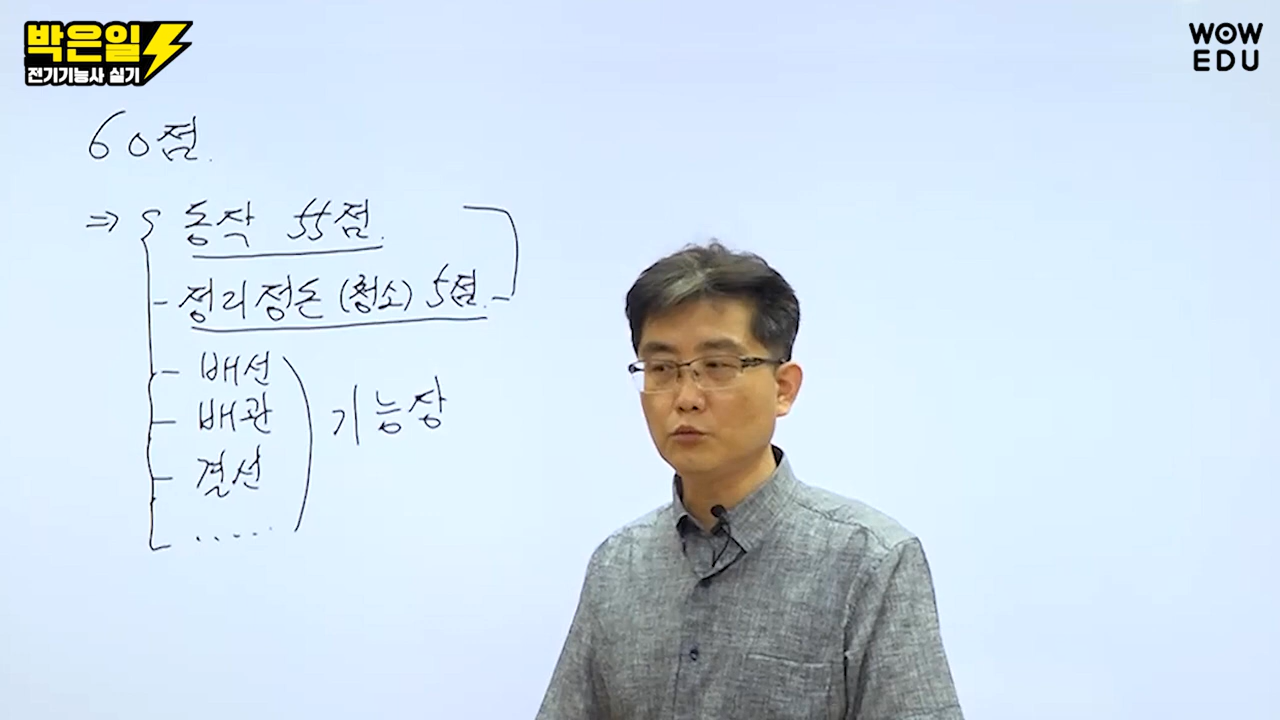 박은일
전기기능사 실기
WOW
EDU
60점.
⇒ { 동작 55점.
- 정리정돈 (청소) 5점.
- 배선
- 배관
- 결선
.....
기능장